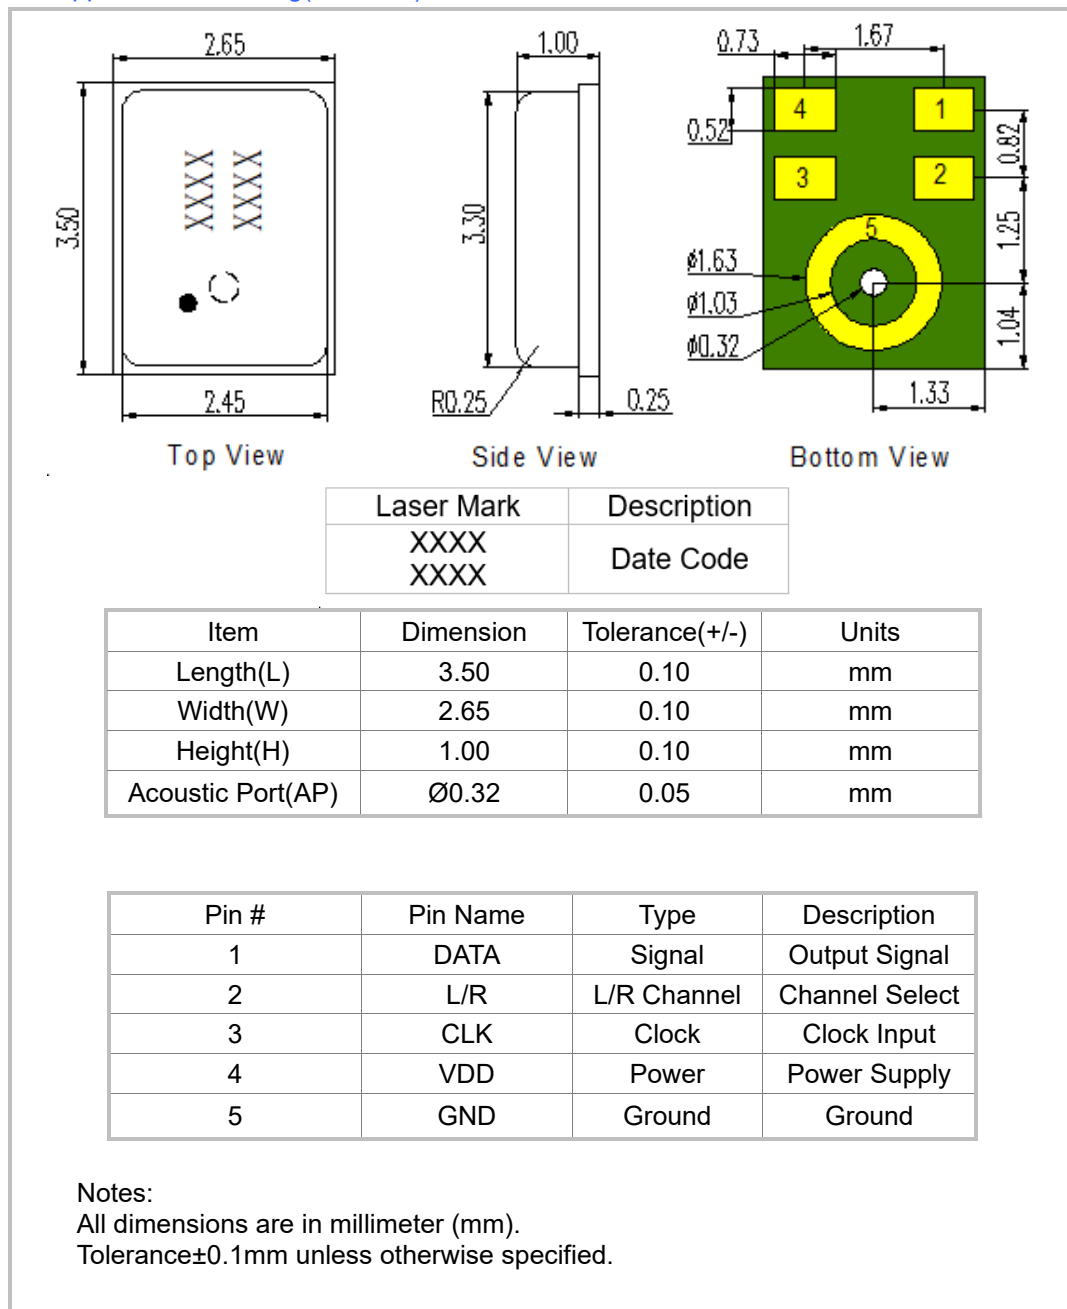 2.65
1.00
0.73
1.67
3.50
XXXX
XXXX
3.30
0.52
4
1
0.82
3
2
1.25
5
ø1.63
ø1.03
ø0.32
1.04
2.45
R0.25
0.25
1.33
Top View
Side View
Bottom View
Laser Mark Description
XXXX
XXXX
Date Code
Item Dimension Tolerance(+/-) Units
Length(L) 3.50 0.10 mm
Width(W) 2.65 0.10 mm
Height(H) 1.00 0.10 mm
Acoustic Port(AP) Ø0.32 0.05 mm
Pin # Pin Name Type Description
1 DATA Signal Output Signal
2 L/R L/R Channel Channel Select
3 CLK Clock Clock Input
4 VDD Power Power Supply
5 GND Ground Ground
Notes:
All dimensions are in millimeter (mm).
Tolerance±0.1mm unless otherwise specified.